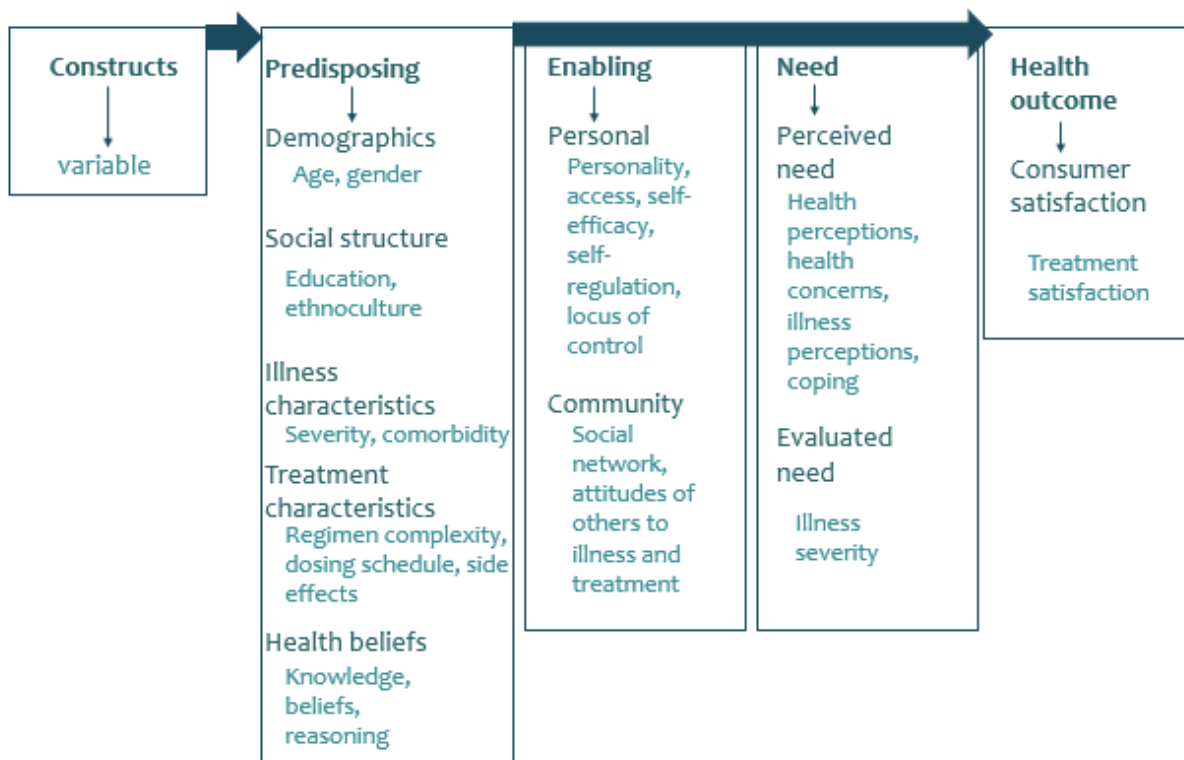 Constructs
variable
Predisposing
Demographics
Age, gender
Social structure
Education,
ethnoculture
Illness
characteristics
Severity, comorbidity
Treatment
characteristics
Regimen complexity,
dosing schedule, side
effects
Health beliefs
Knowledge,
beliefs,
reasoning
Enabling
Personal
Personality,
access, self-
efficacy,
self-
regulation,
locus of
control
Community
Social
network,
attitudes of
others to
illness and
treatment
Need
Perceived
need
Health
perceptions,
health
concerns,
illness
perceptions,
coping
Evaluated
need
Illness
severity
Health
outcome
Consumer
satisfaction
Treatment
satisfaction